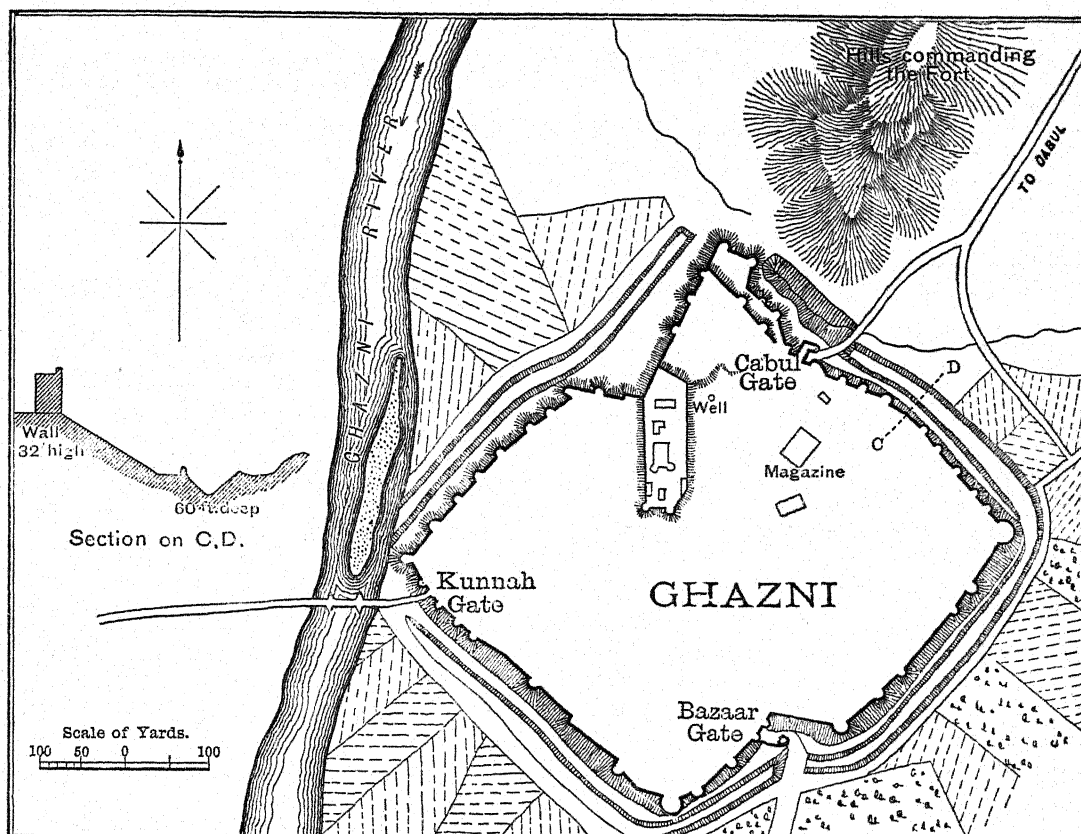 Hills commanding
the Fort.
TO CABUL
GHAZNI RIVER
Cabul
Gate
D
C
Well
Magazine
Wall
32' high
60 ft. deep
Section on C,D.
Kunnah
Gate
GHAZNI
Bazaar
Gate
Scale of Yards.
100 50 0 100